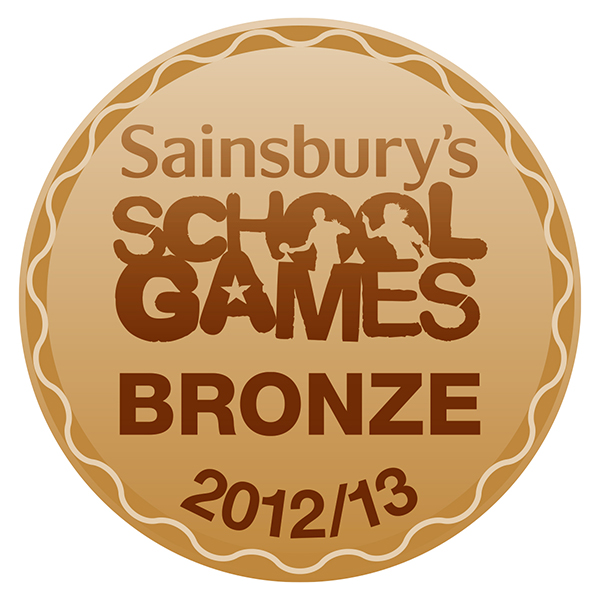 Sainsbury's
SCHOOL
GAMES
BRONZE
2012/13